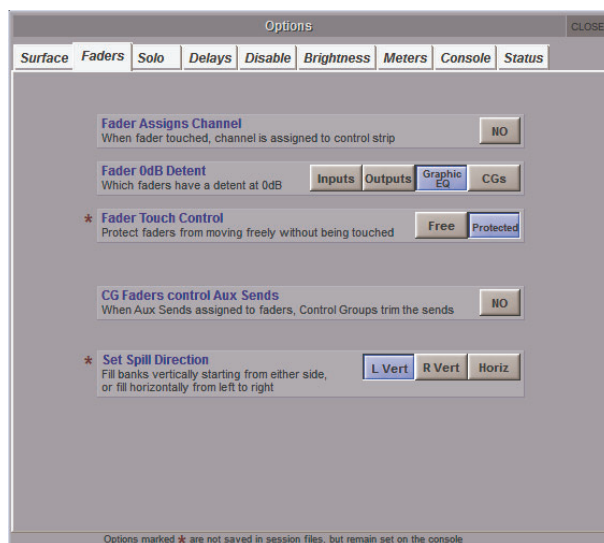 Options
CLOSE
Surface Faders Solo Delays Disable Brightness Meters Console Status
Fader Assigns Channel
When fader touched, channel is assigned to control strip
NO
Fader 0dB Detent
Which faders have a detent at 0dB
Inputs Outputs Graphic EQ CGs
* Fader Touch Control
Protect faders from moving freely without being touched
Free Protected
CG Faders control Aux Sends
When Aux Sends assigned to faders, Control Groups trim the sends
NO
* Set Spill Direction
Fill banks vertically starting from either side,
or fill horizontally from left to right
L Vert R Vert Horiz
Options marked * are not saved in session files, but remain set on the console